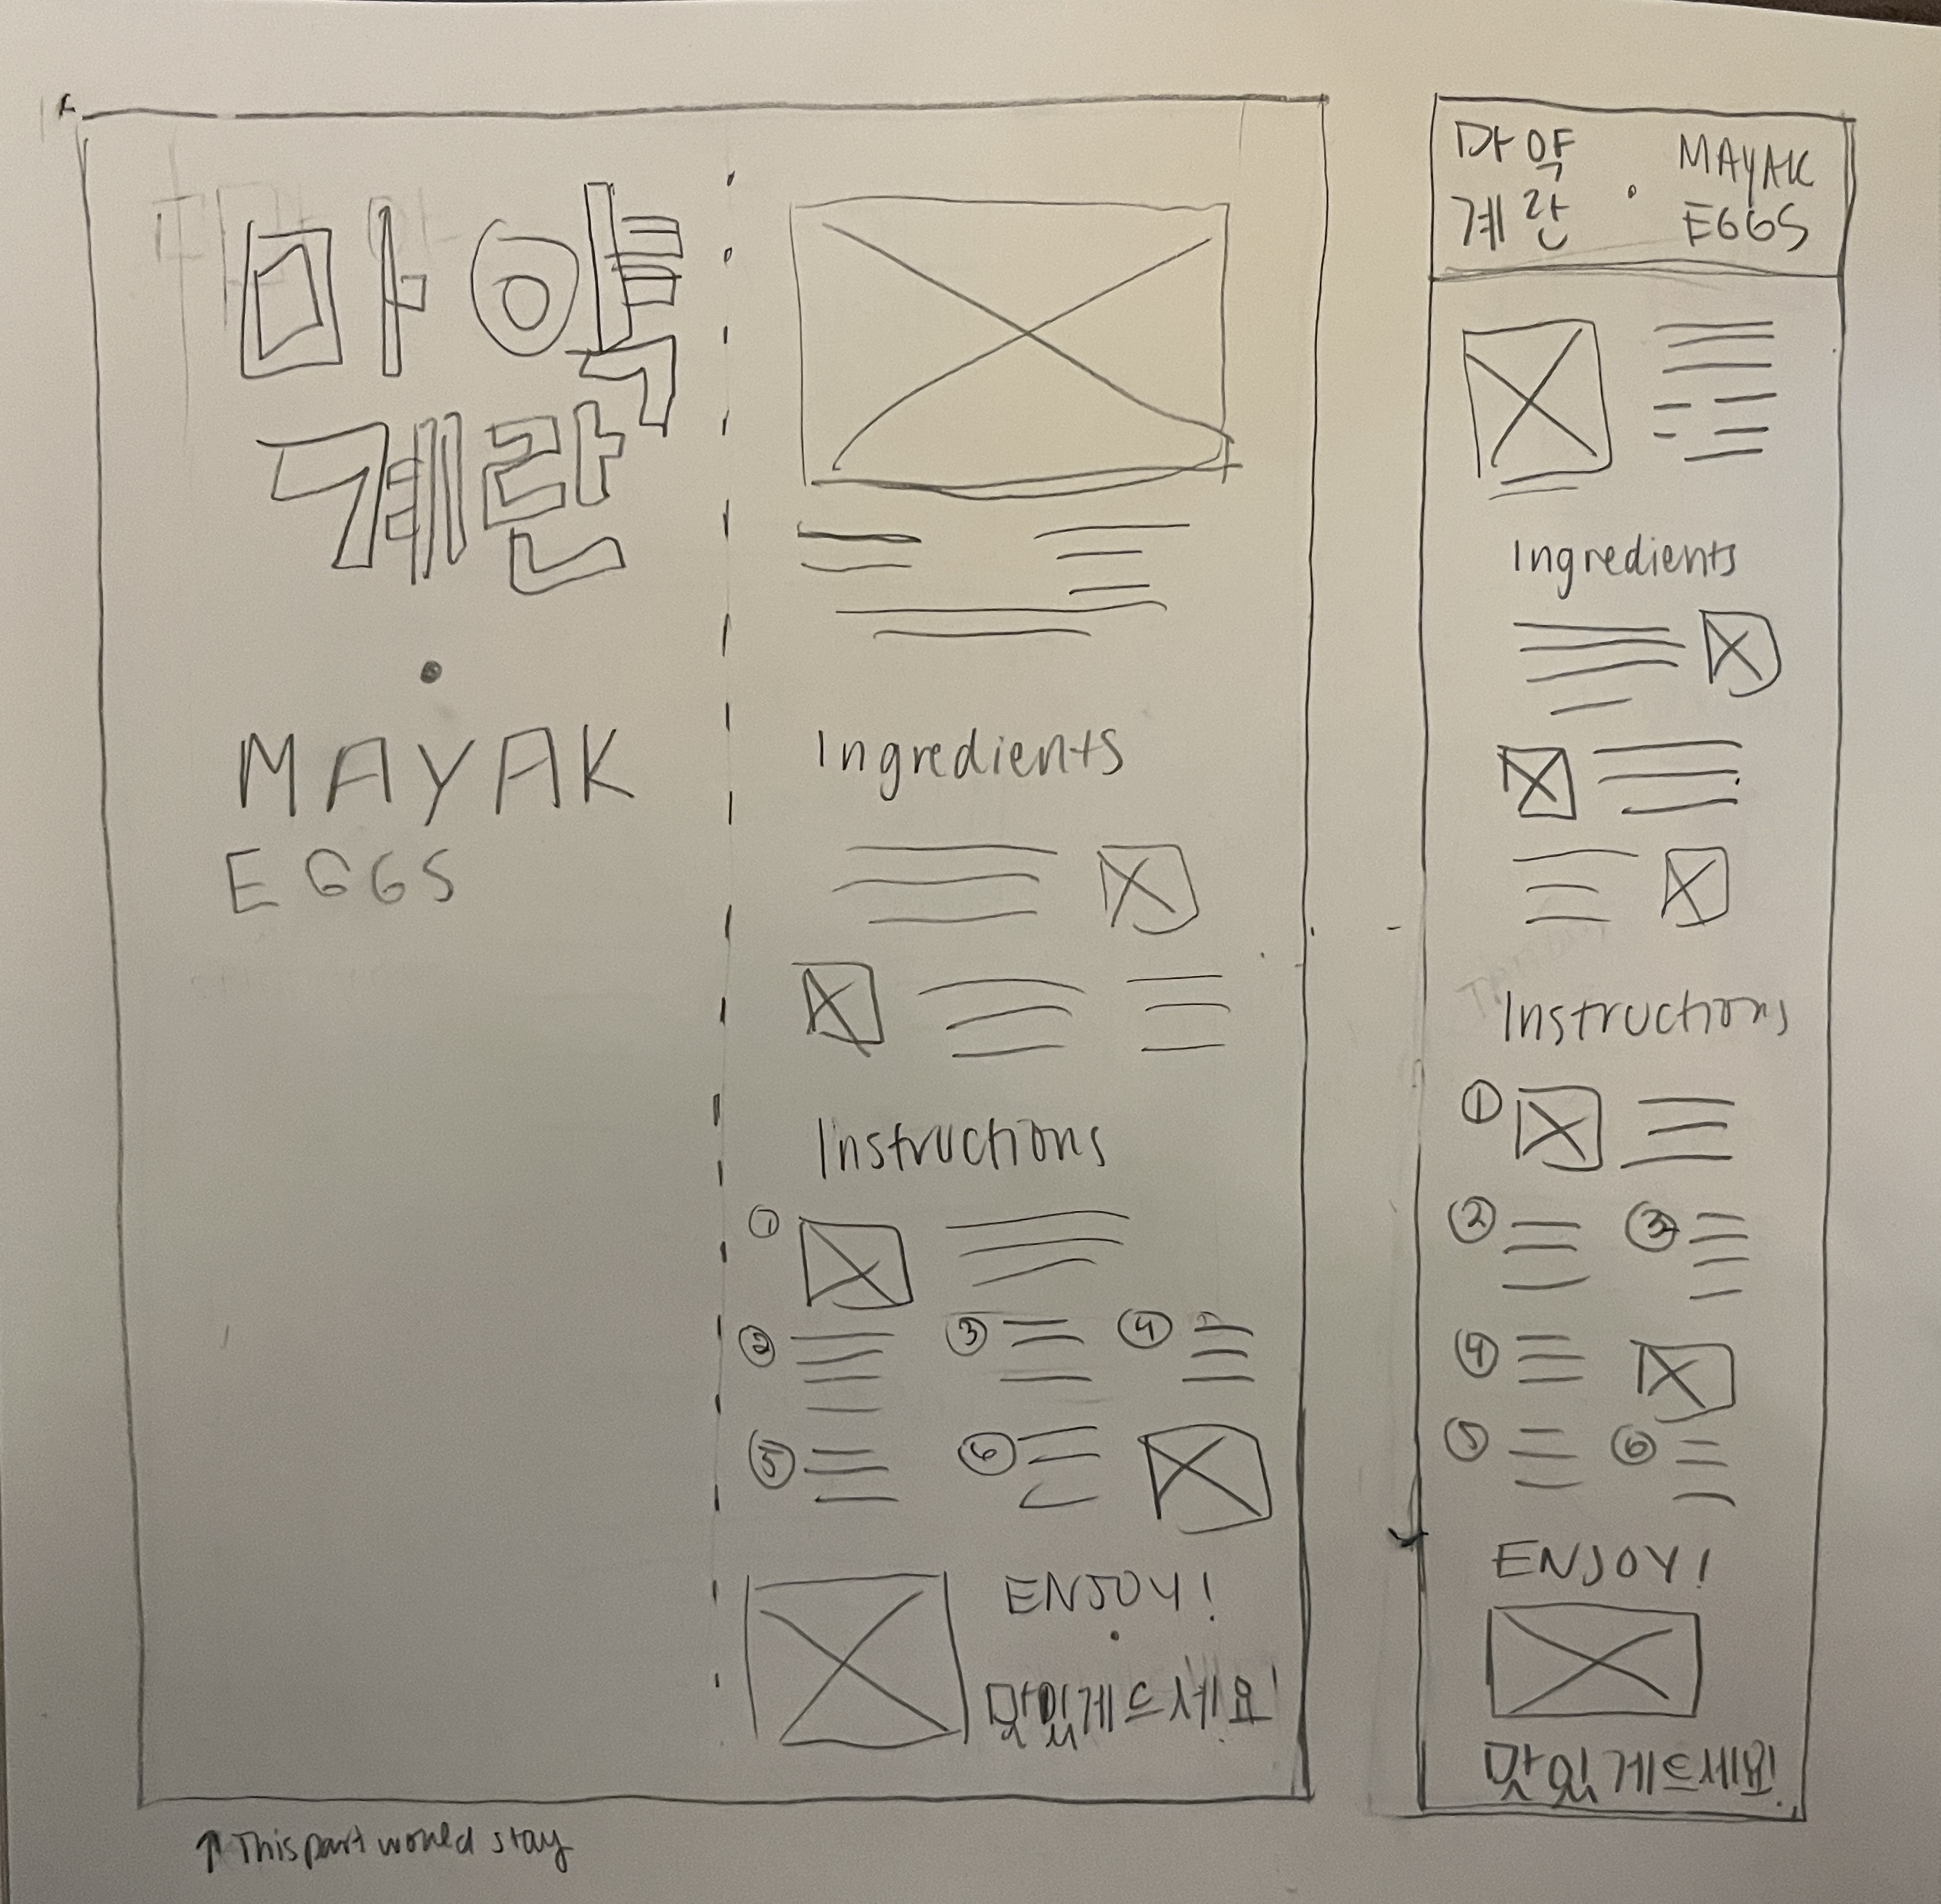 마약
계란
•
MAYAK
EGGS
Ingredients
Instructions
①
② ③ ④
⑤ ⑥
ENJOY!
•
맛있게드세요!
↑ This part would stay
마약
계란
•
MAYAK
EGGS
Ingredients
Instructions
①
② ③
④
⑤ ⑥
ENJOY!
맛있게드세요!